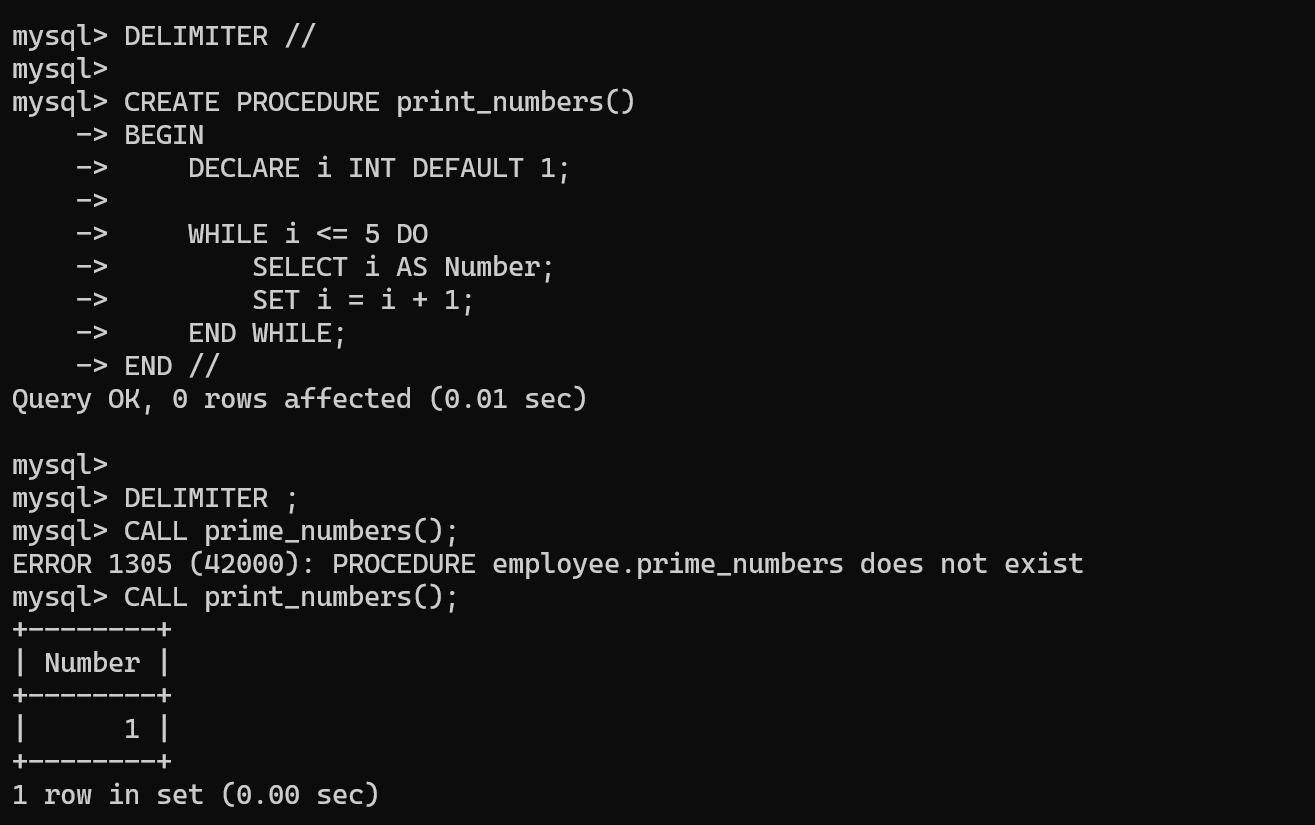 mysql> DELIMITER //
mysql>
mysql> CREATE PROCEDURE print_numbers()
    -> BEGIN
    ->     DECLARE i INT DEFAULT 1;
    ->
    ->     WHILE i <= 5 DO
    ->         SELECT i AS Number;
    ->         SET i = i + 1;
    ->     END WHILE;
    -> END //
Query OK, 0 rows affected (0.01 sec)

mysql>
mysql> DELIMITER ;
mysql> CALL prime_numbers();
ERROR 1305 (42000): PROCEDURE employee.prime_numbers does not exist
mysql> CALL print_numbers();
+--------+
| Number |
+--------+
|      1 |
+--------+
1 row in set (0.00 sec)